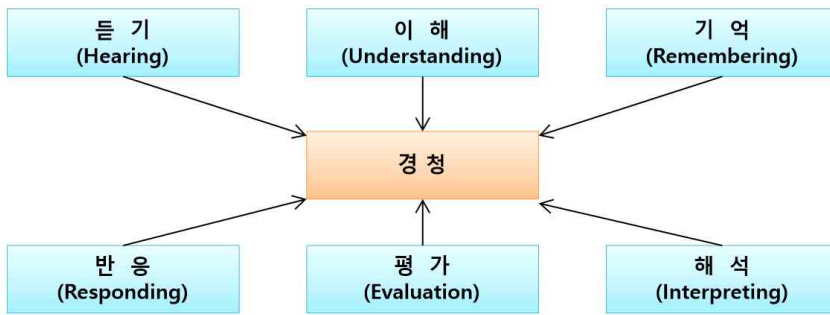 듣 기
(Hearing)
이 해
(Understanding)
기 억
(Remembering)
경 청
반 응
(Responding)
평 가
(Evaluation)
해 석
(Interpreting)